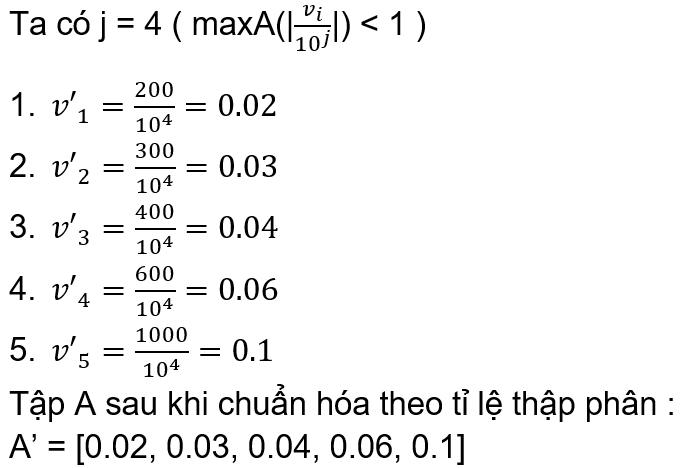 Ta có j = 4 ( maxA(|\frac{v_i}{10^j}|) < 1 )
1. v'_1 = \frac{200}{10^4} = 0.02
2. v'_2 = \frac{300}{10^4} = 0.03
3. v'_3 = \frac{400}{10^4} = 0.04
4. v'_4 = \frac{600}{10^4} = 0.06
5. v'_5 = \frac{1000}{10^4} = 0.1
Tập A sau khi chuẩn hóa theo tỉ lệ thập phân :
A’ = [0.02, 0.03, 0.04, 0.06, 0.1]